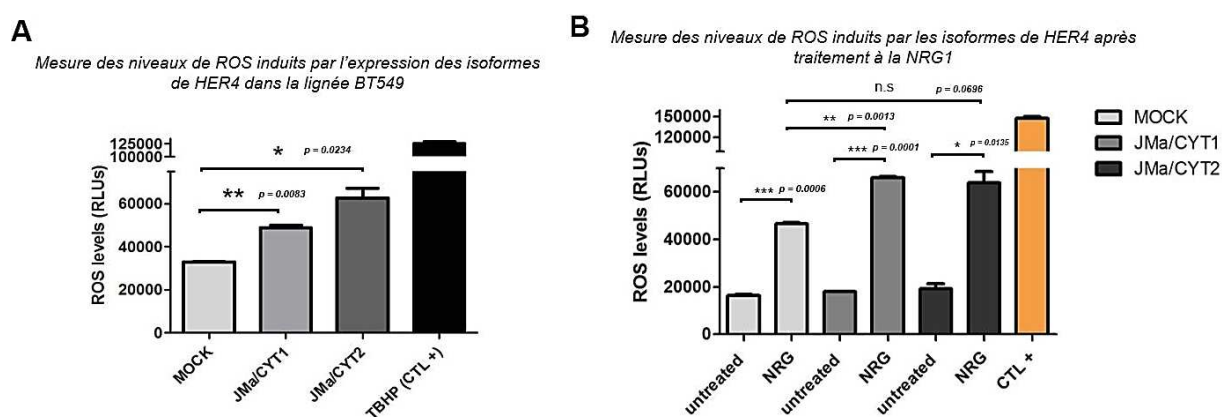 A
Mesure des niveaux de ROS induits par l'expression des isoformes
de HER4 dans la lignée BT549
ROS levels (RLUs)
125000
100000
60000
40000
20000
0
* p = 0.0234
** p = 0.0083
MOCK
JMa/CYT1
JMa/CYT2
TBHP (CTL +)
B
Mesure des niveaux de ROS induits par les isoformes de HER4 après
traitement à la NRG1
ROS levels (RLUs)
150000
120000
60000
40000
20000
0
n.s p = 0.0696
** p = 0.0013
*** p = 0.0001
* p = 0.0135
*** p = 0.0006
untreated
NRG
untreated
NRG
untreated
NRG
CTL +
MOCK
JMa/CYT1
JMa/CYT2